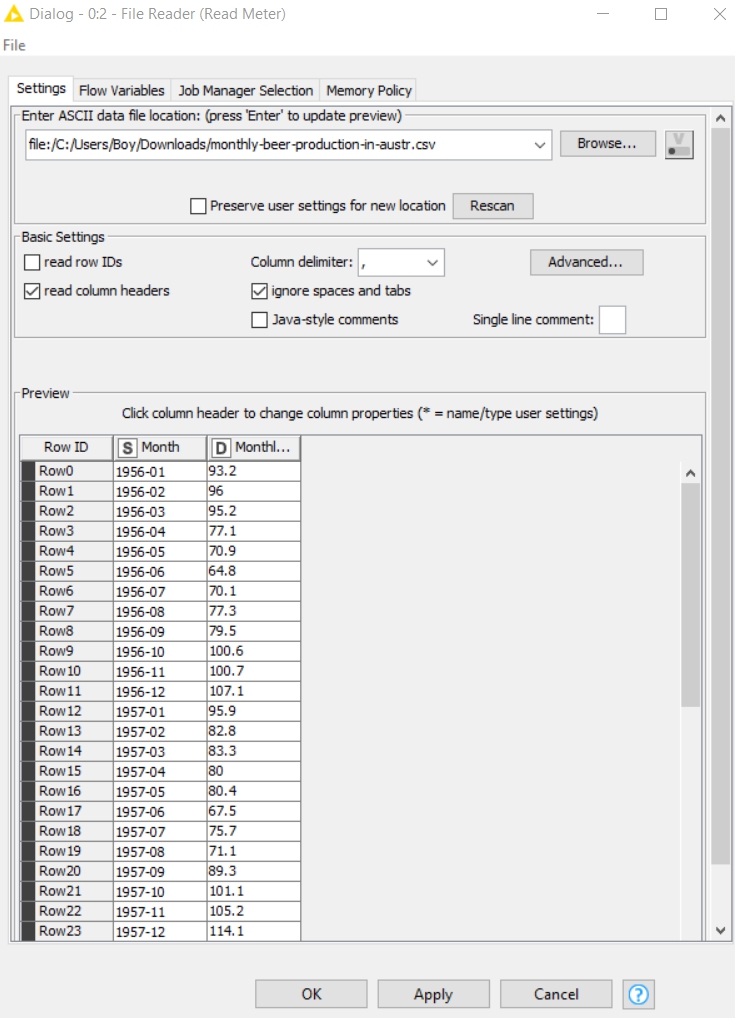 Dialog - 0:2 - File Reader (Read Meter)
File
Settings Flow Variables Job Manager Selection Memory Policy
Enter ASCII data file location: (press 'Enter' to update preview)
file:/C:/Users/Boy/Downloads/monthly-beer-production-in-austr.csv Browse... V
Preserve user settings for new location Rescan
Basic Settings
read row IDs Column delimiter: , Advanced...
read column headers ignore spaces and tabs
Java-style comments Single line comment:
Preview
Click column header to change column properties (* = name/type user settings)
Row ID S Month D Monthl...
Row0 1956-01 93.2
Row1 1956-02 96
Row2 1956-03 95.2
Row3 1956-04 77.1
Row4 1956-05 70.9
Row5 1956-06 64.8
Row6 1956-07 70.1
Row7 1956-08 77.3
Row8 1956-09 79.5
Row9 1956-10 100.6
Row10 1956-11 100.7
Row11 1956-12 107.1
Row12 1957-01 95.9
Row13 1957-02 82.8
Row14 1957-03 83.3
Row15 1957-04 80
Row16 1957-05 80.4
Row17 1957-06 67.5
Row18 1957-07 75.7
Row19 1957-08 71.1
Row20 1957-09 89.3
Row21 1957-10 101.1
Row22 1957-11 105.2
Row23 1957-12 114.1
OK Apply Cancel ?